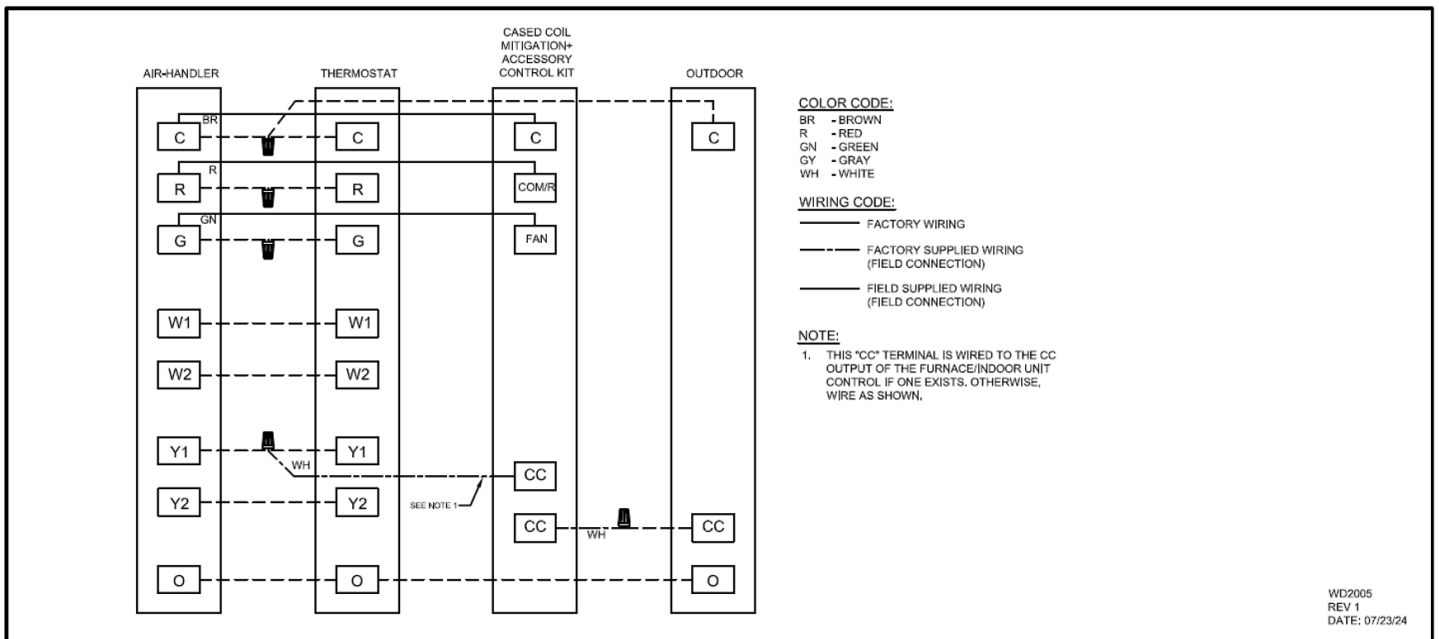 CASED COIL
MITIGATION+
ACCESSORY
CONTROL KIT
AIR-HANDLER
THERMOSTAT
OUTDOOR
BR
C
C
C
C
R
R
R
COM/R
GN
G
G
FAN
W1
W1
W2
W2
Y1
Y1
WH
CC
Y2
Y2
SEE NOTE 1
CC
WH
CC
O
O
O
COLOR CODE:
BR - BROWN
R - RED
GN - GREEN
GY - GRAY
WH - WHITE
WIRING CODE:
FACTORY WIRING
FACTORY SUPPLIED WIRING
(FIELD CONNECTION)
FIELD SUPPLIED WIRING
(FIELD CONNECTION)
NOTE:
1. THIS "CC" TERMINAL IS WIRED TO THE CC
OUTPUT OF THE FURNACE/INDOOR UNIT
CONTROL IF ONE EXISTS. OTHERWISE,
WIRE AS SHOWN.
WD2005
REV 1
DATE: 07/23/24